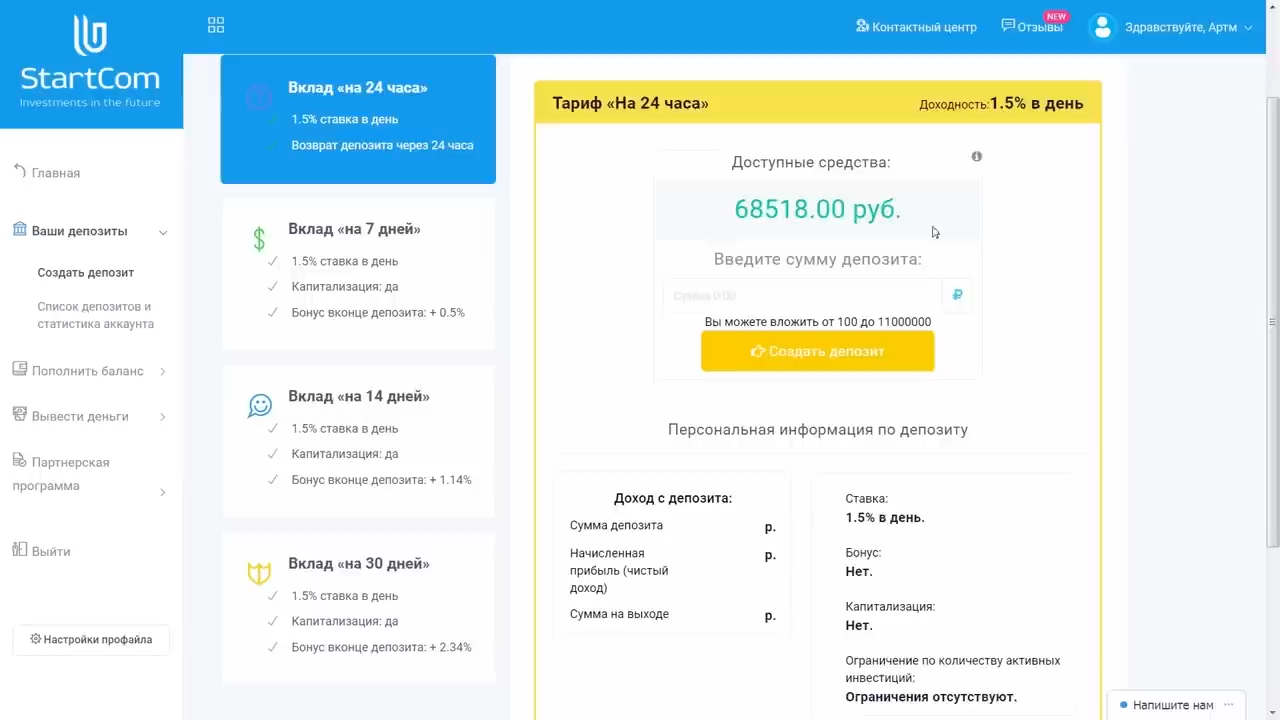 StartCom
Investments in the future
Контактный центр
Отзывы
NEW
Здравствуйте, Артм
Главная
Ваши депозиты
Создать депозит
Список депозитов и
статистика аккаунта
Пополнить баланс
Вывести деньги
Партнерская
программа
Выйти
Настройки профайла
Вклад «на 24 часа»
1.5% ставка в день
Возврат депозита через 24 часа
Вклад «на 7 дней»
1.5% ставка в день
Капитализация: да
Бонус вконце депозита: + 0.5%
Вклад «на 14 дней»
1.5% ставка в день
Капитализация: да
Бонус вконце депозита: + 1.14%
Вклад «на 30 дней»
1.5% ставка в день
Капитализация: да
Бонус вконце депозита: + 2.34%
Тариф «На 24 часа»
Доходность:1.5% в день
Доступные средства:
68518.00 руб.
Введите сумму депозита:
Сумма 0.00
₽
Вы можете вложить от 100 до 11000000
Создать депозит
Персональная информация по депозиту
Доход с депозита:
Сумма депозита р.
Начисленная р.
прибыль (чистый
доход)
Сумма на выходе р.
Ставка:
1.5% в день.
Бонус:
Нет.
Капитализация:
Нет.
Ограничение по количеству активных
инвестиций:
Ограничения отсутствуют.
Напишите нам ...